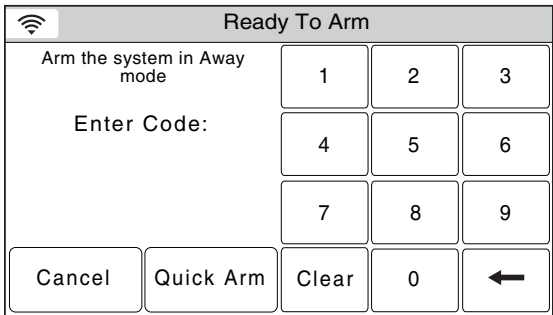 Ready To Arm
Arm the system in Away
mode
Enter Code:
1 2 3
4 5 6
7 8 9
Cancel Quick Arm Clear 0